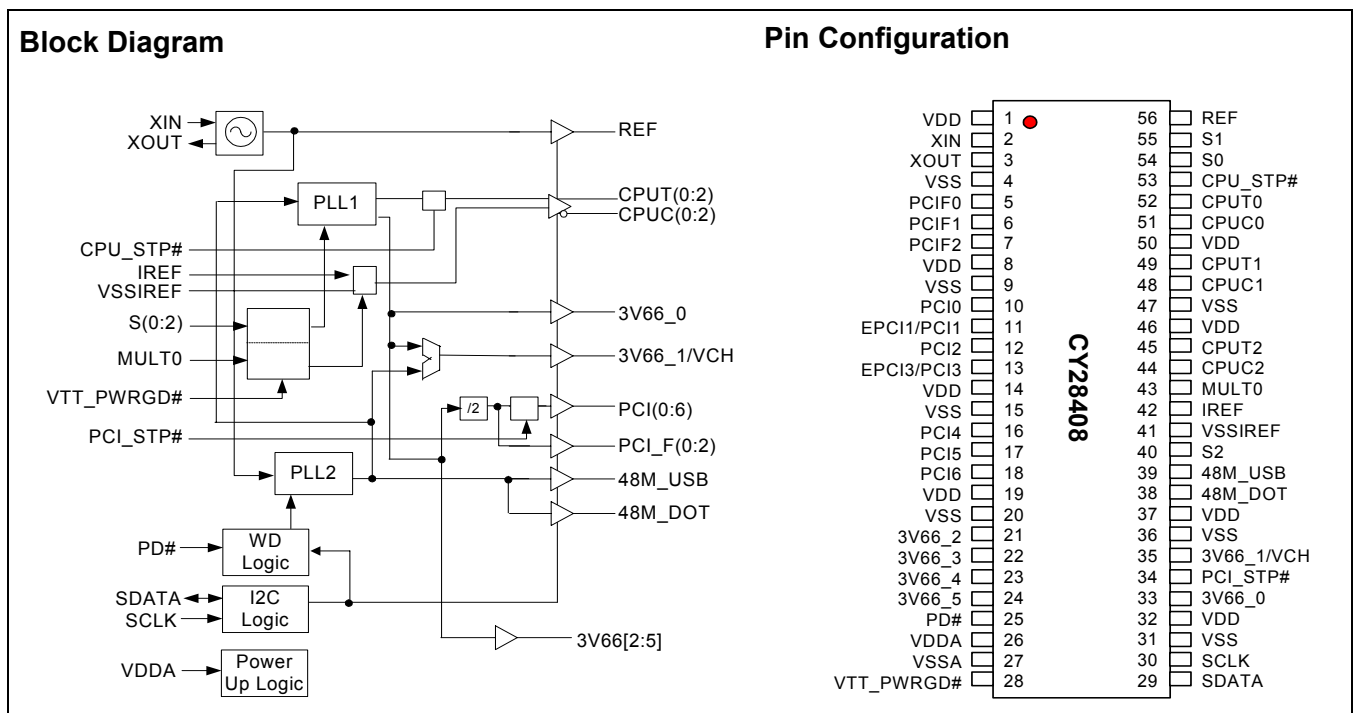 Block Diagram
XIN
XOUT
REF
PLL1
CPUT(0:2)
CPUC(0:2)
CPU_STP#
IREF
VSSIREF
S(0:2)
3V66_0
MULT0
3V66_1/VCH
VTT_PWRGD#
/2
PCI(0:6)
PCI_STP#
PCI_F(0:2)
PLL2
48M_USB
48M_DOT
PD#
WD
Logic
SDATA
SCLK
I2C
Logic
3V66[2:5]
VDDA
Power
Up Logic
Pin Configuration
VDD 1 56 REF
XIN 2 55 S1
XOUT 3 54 S0
VSS 4 53 CPU_STP#
PCIF0 5 52 CPUT0
PCIF1 6 51 CPUC0
PCIF2 7 50 VDD
VDD 8 49 CPUT1
VSS 9 48 CPUC1
PCI0 10 47 VSS
EPCI1/PCI1 11 46 VDD
PCI2 12 45 CPUT2
EPCI3/PCI3 13 44 CPUC2
VDD 14 43 MULT0
VSS 15 42 IREF
PCI4 16 41 VSSIREF
PCI5 17 40 S2
PCI6 18 39 48M_USB
VDD 19 38 48M_DOT
VSS 20 37 VDD
3V66_2 21 36 VSS
3V66_3 22 35 3V66_1/VCH
3V66_4 23 34 PCI_STP#
3V66_5 24 33 3V66_0
PD# 25 32 VDD
VDDA 26 31 VSS
VSSA 27 30 SCLK
VTT_PWRGD# 28 29 SDATA
CY28408